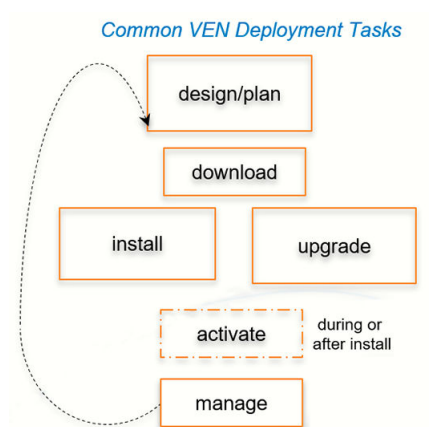 Common VEN Deployment Tasks
design/plan
download
install
upgrade
activate
during or
after install
manage